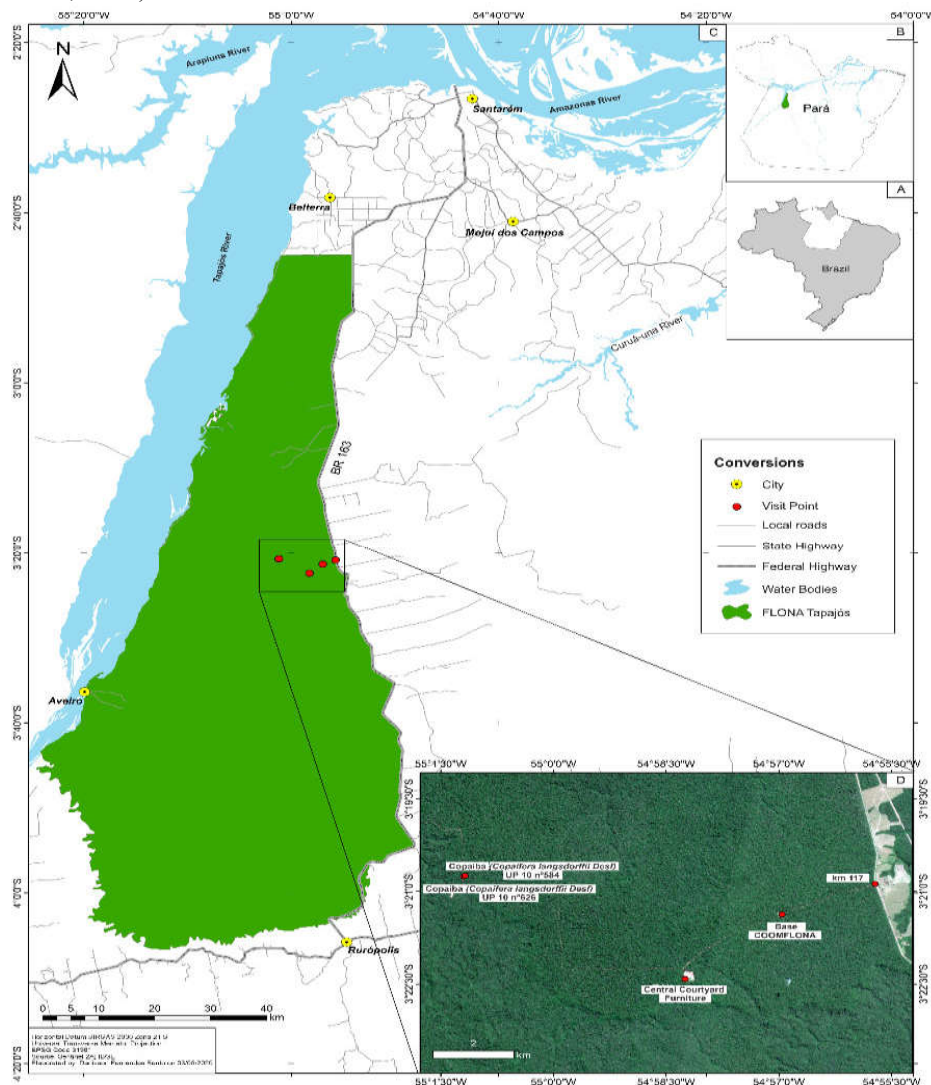 55°20'0"W
55°0'0"W
54°40'0"W
54°20'0"W
54°0'0"W
2°20'0"S
2°40'0"S
3°0'0"S
3°20'0"S
3°40'0"S
4°0'0"S
4°20'0"S
N
C
Arapiuns River
Amazonas River
Santarém
Belterra
Mojuí dos Campos
Tapajós River
Curuá-una River
BR 163
Aveiro
Rurópolis
B
Pará
A
Brazil
Conversions
City
Visit Point
Local roads
State Highway
Federal Highway
Water Bodies
FLONA Tapajós
0 5 10 20 30 40
km
55°1'30"W
55°0'0"W
54°58'30"W
54°57'0"W
54°55'30"W
3°19'30"S
3°21'0"S
3°22'30"S
D
Copaiba (Copaifera langsdorffii Desf)
UP 10 n°584
Copaiba (Copaifera langsdorffii Desf)
UP 10 n°626
km 117
Base
COOMFLONA
Central Courtyard
Furniture
2
km